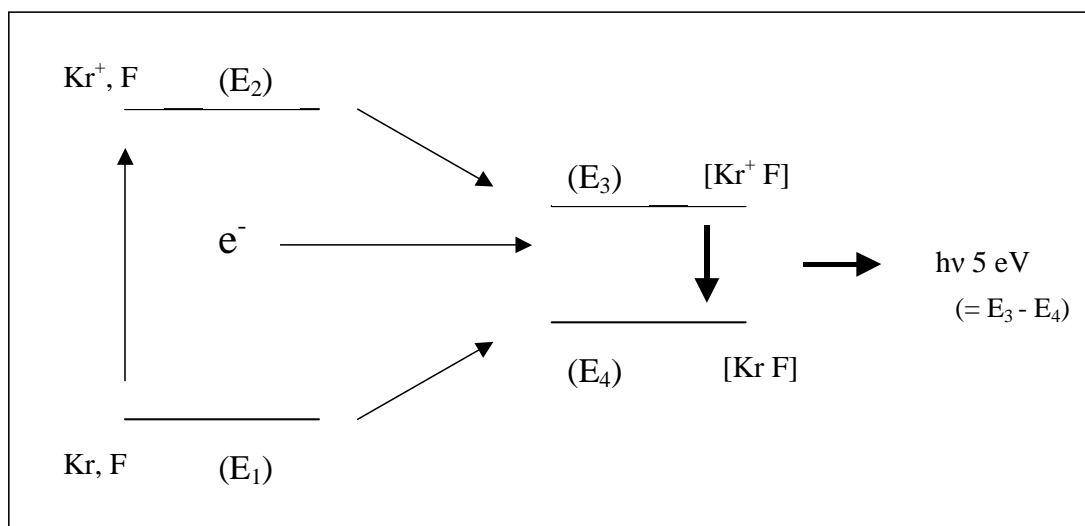 Kr⁺, F (E₂)
(E₃) [Kr⁺ F]
e⁻
hν 5 eV
(= E₃ - E₄)
(E₄) [Kr F]
Kr, F (E₁)